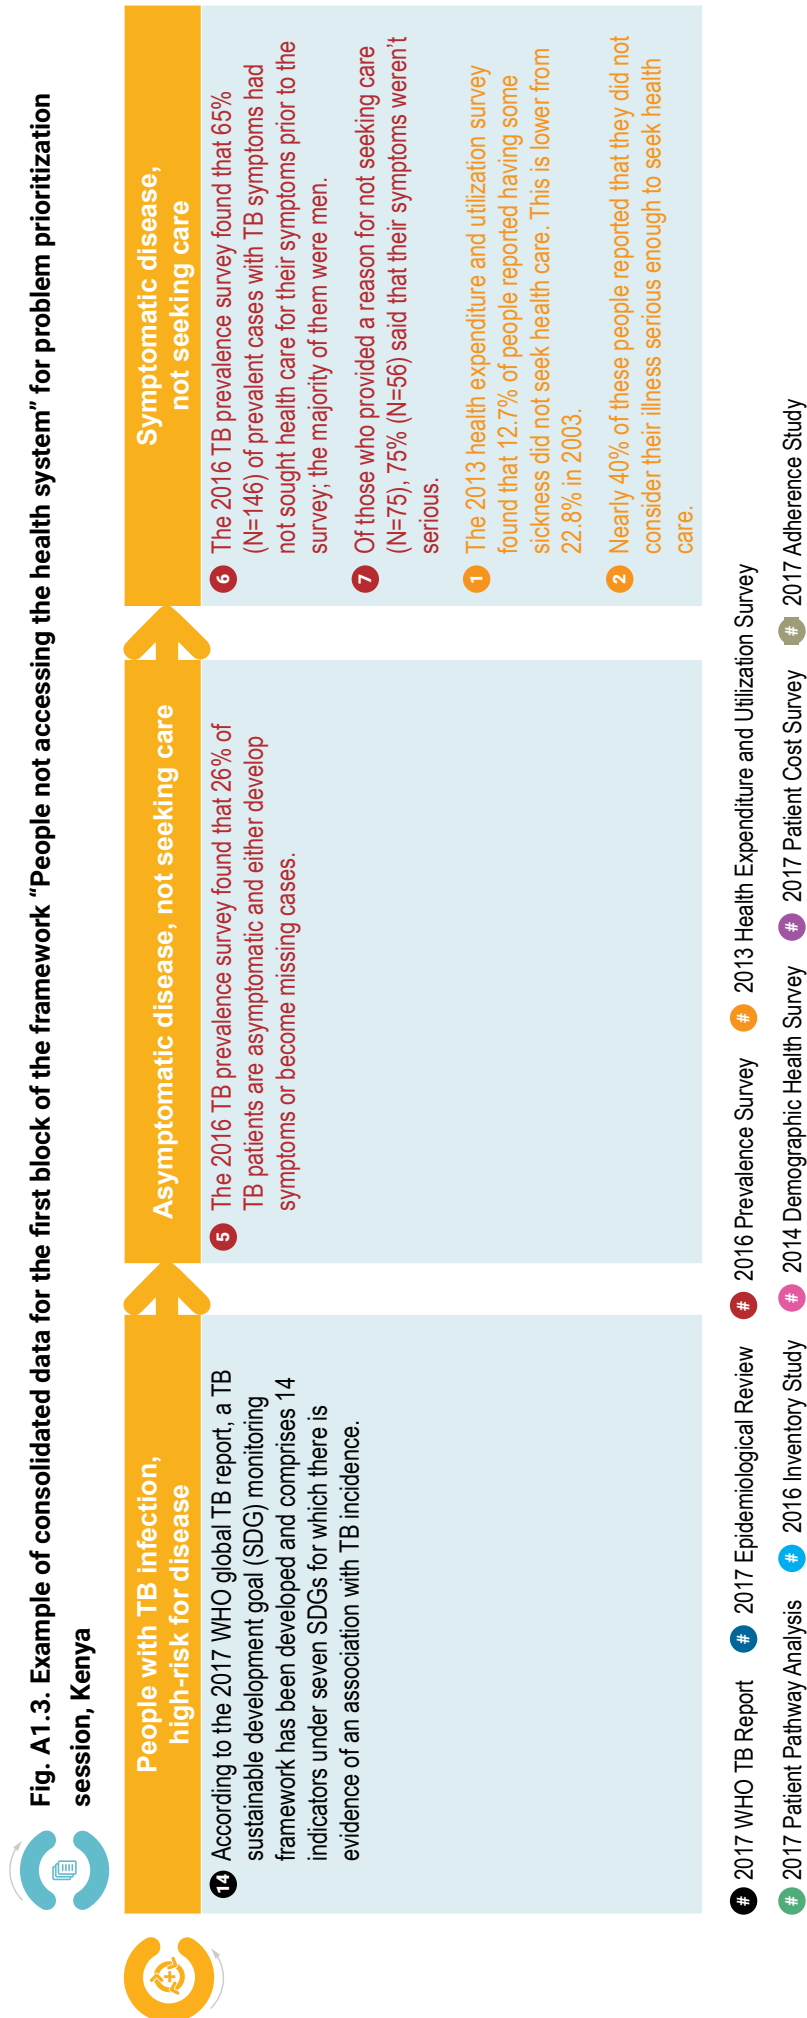 Fig. A1.3. Example of consolidated data for the first block of the framework “People not accessing the health system” for problem prioritization
session, Kenya
People with TB infection,
high-risk for disease
14 According to the 2017 WHO global TB report, a TB
sustainable development goal (SDG) monitoring
framework has been developed and comprises 14
indicators under seven SDGs for which there is
evidence of an association with TB incidence.
Asymptomatic disease, not seeking care
5 The 2016 TB prevalence survey found that 26% of
TB patients are asymptomatic and either develop
symptoms or become missing cases.
Symptomatic disease,
not seeking care
6 The 2016 TB prevalence survey found that 65%
(N=146) of prevalent cases with TB symptoms had
not sought health care for their symptoms prior to the
survey; the majority of them were men.
7 Of those who provided a reason for not seeking care
(N=75), 75% (N=56) said that their symptoms weren’t
serious.
1 The 2013 health expenditure and utilization survey
found that 12.7% of people reported having some
sickness did not seek health care. This is lower from
22.8% in 2003.
2 Nearly 40% of these people reported that they did not
consider their illness serious enough to seek health
care.
# 2017 WHO TB Report # 2017 Epidemiological Review # 2016 Prevalence Survey # 2013 Health Expenditure and Utilization Survey
# 2017 Patient Pathway Analysis # 2016 Inventory Study # 2014 Demographic Health Survey # 2017 Patient Cost Survey # 2017 Adherence Study